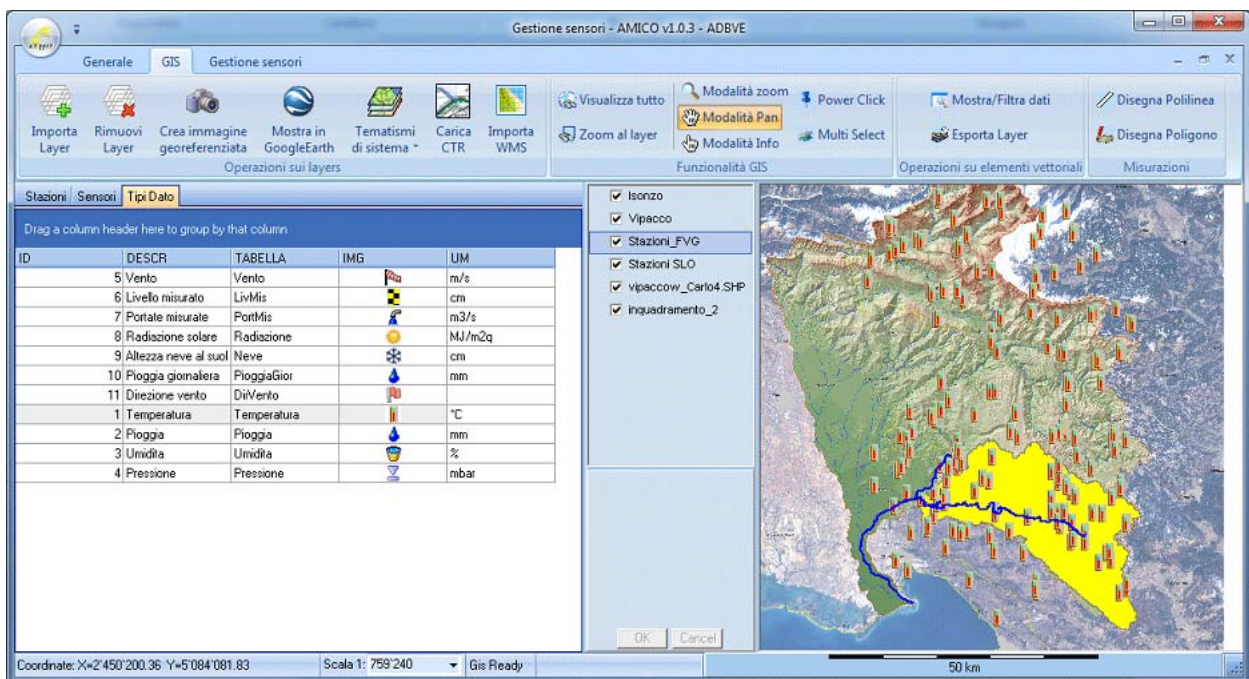 Gestione sensori - AMICO v1.0.3 - ADBVE
Generale GIS Gestione sensori
Importa Layer
Rimuovi Layer
Crea immagine georeferenziata
Mostra in GoogleEarth
Tematismi di sistema
Carica CTR
Importa WMS
Operazioni sui layers
Visualizza tutto
Zoom al layer
Modalità zoom
Modalità Pan
Modalità Info
Power Click
Multi Select
Funzionalità GIS
Mostra/Filtra dati
Esporta Layer
Operazioni su elementi vettoriali
Disegna Polilinea
Disegna Poligono
Misurazioni
Stazioni Sensori Tipi Dato
Drag a column header here to group by that column
ID DESCR TABELLA IMG UM
5 Vento Vento m/s
6 Livello misurato LivMis cm
7 Portate misurate PortMis m3/s
8 Radiazione solare Radiazione MJ/m2q
9 Altezza neve al suol Neve cm
10 Pioggia giornaliera PioggiaGior mm
11 Direzione vento DirVento
1 Temperatura Temperatura °C
2 Pioggia Pioggia mm
3 Umidita Umidita %
4 Pressione Pressione mbar
Isonzo
Vipacco
Stazioni_FVG
Stazioni SLO
vipaccow_Carlo4.SHP
inquadramento_2
OK Cancel
Coordinate: X=2'450'200.36 Y=5'084'081.83 Scala 1: 759'240 Gis Ready
50 km